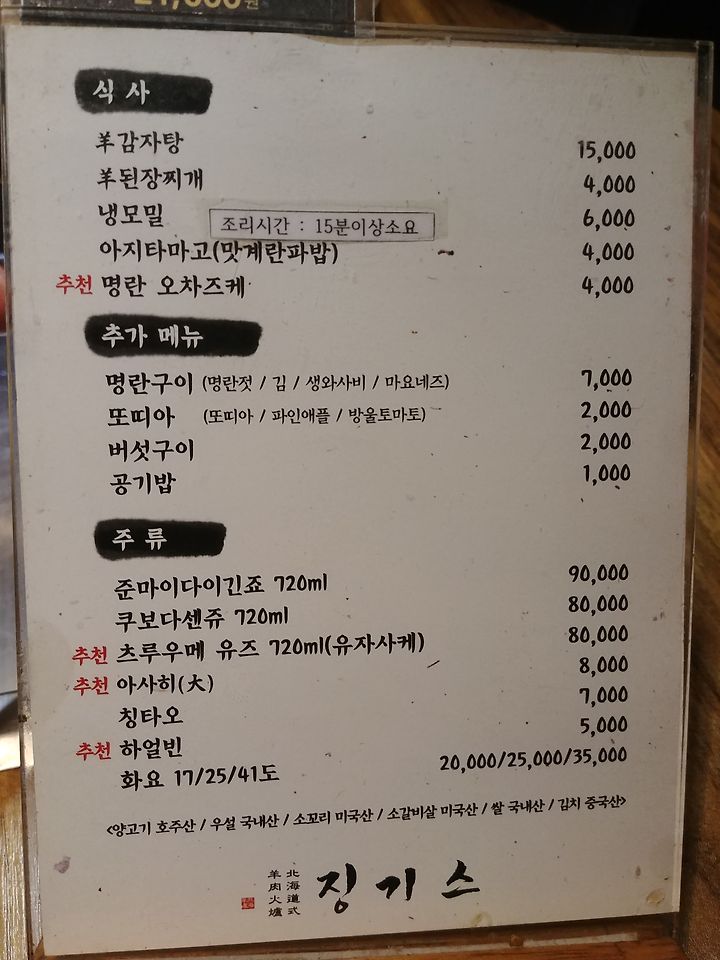 식사
羊감자탕 15,000
羊된장찌개 4,000
냉모밀 6,000
조리시간 : 15분이상소요
아지타마고(맛계란파밥) 4,000
추천 명란 오차즈케 4,000
추가 메뉴
명란구이 (명란젓 / 김 / 생와사비 / 마요네즈) 7,000
또띠아 (또띠아 / 파인애플 / 방울토마토) 2,000
버섯구이 2,000
공기밥 1,000
주류
준마이다이긴죠 720ml 90,000
쿠보다센쥬 720ml 80,000
추천 츠루우메 유즈 720ml(유자사케) 80,000
추천 아사히(大) 8,000
칭타오 7,000
추천 하얼빈 5,000
화요 17/25/41도 20,000/25,000/35,000
<양고기 호주산 / 우설 국내산 / 소꼬리 미국산 / 소갈비살 미국산 / 쌀 국내산 / 김치 중국산>
北海道式
羊肉火爐
징기스